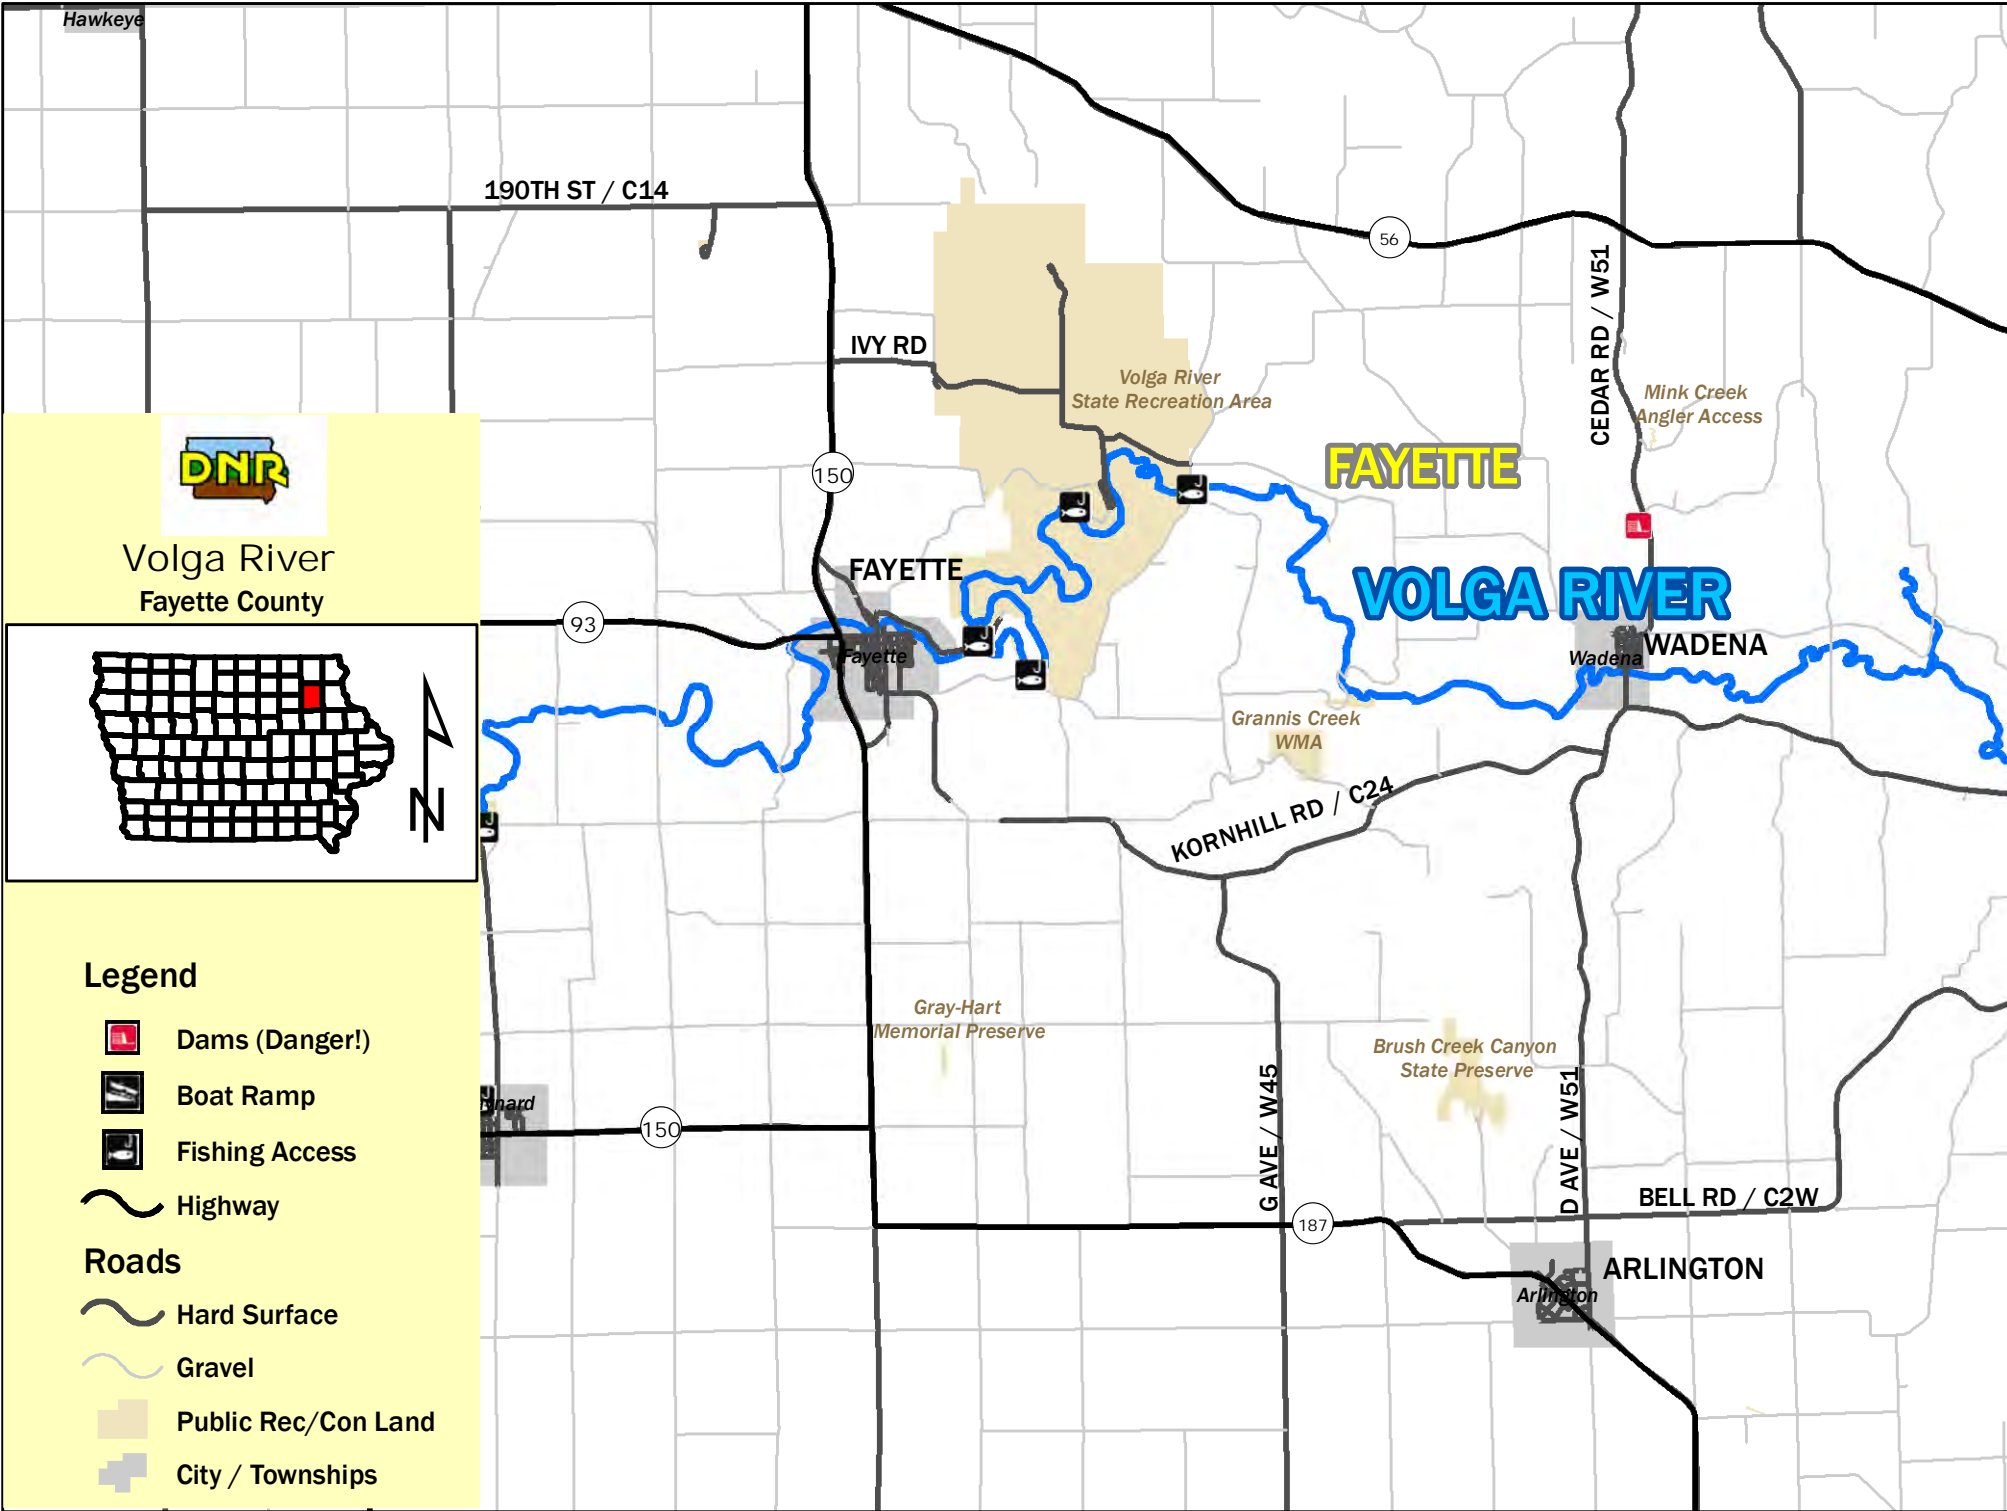 Hawkeye
190TH ST / C14
56
CEDAR RD / W51
IVY RD
Volga River
State Recreation Area
Mink Creek
Angler Access
150
FAYETTE
DNR
Volga River
Fayette County
FAYETTE
VOLGA RIVER
93
Fayette
Wadena
WADENA
N
Grannis Creek
WMA
KORNHILL RD / C24
Legend
Dams (Danger!)
Boat Ramp
Fishing Access
Highway
Roads
Hard Surface
Gravel
Public Rec/Con Land
City / Townships
Gray-Hart
Memorial Preserve
Brush Creek Canyon
State Preserve
150
G AVE / W45
D AVE / W51
BELL RD / C2W
187
ARLINGTON
Arlington